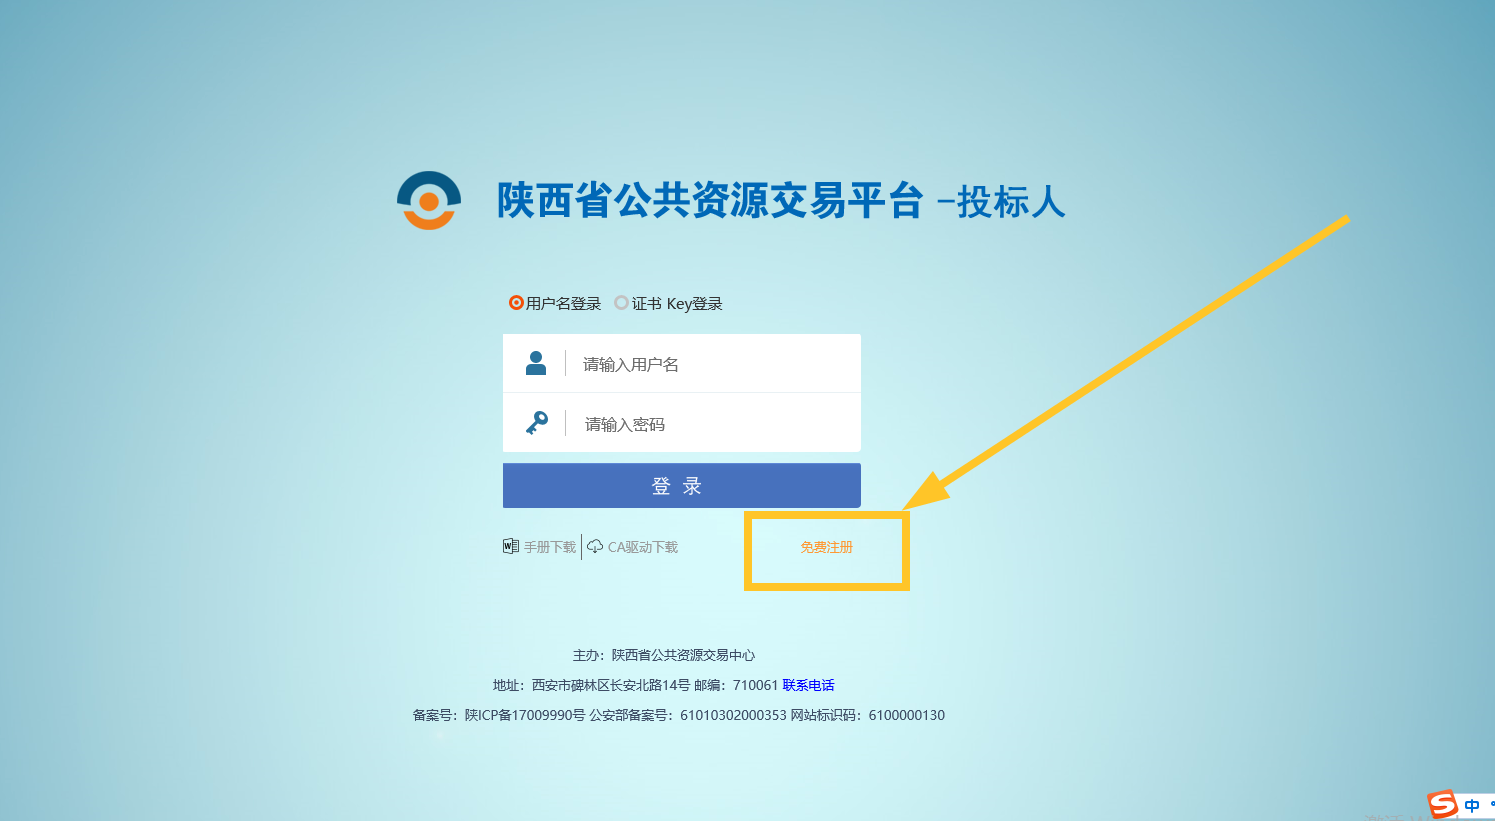 陕西省公共资源交易平台 -投标人
用户名登录 证书 Key登录
请输入用户名
请输入密码
登 录
手册下载 CA驱动下载 免费注册
主办：陕西省公共资源交易中心
地址：西安市碑林区长安北路14号 邮编：710061 联系电话
备案号：陕ICP备17009990号 公安部备案号：61010302000353 网站标识码：6100000130
中